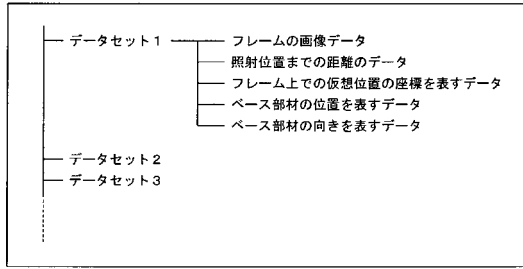 データセット1 フレームの画像データ
照射位置までの距離のデータ
フレーム上での仮想位置の座標を表すデータ
ベース部材の位置を表すデータ
ベース部材の向きを表すデータ
データセット2
データセット3